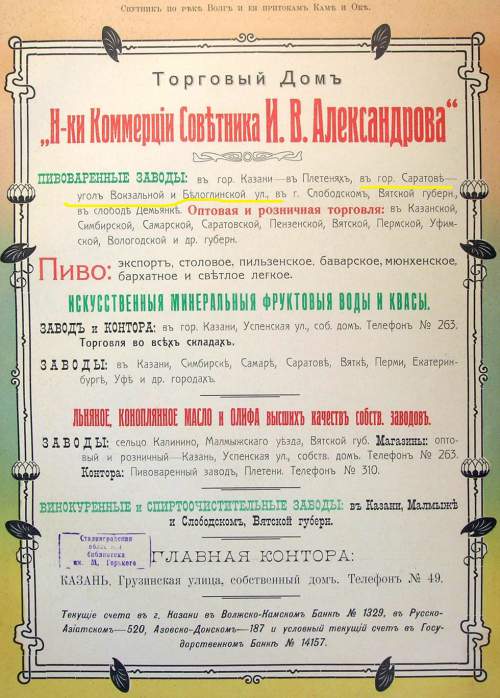 Спутникъ по рѣкѣ Волгѣ и ея притокамъ Камѣ и Окѣ.
Торговый Домъ
„Н-ки Коммерціи Совѣтника И. В. Александрова“
ПИВОВАРЕННЫЕ ЗАВОДЫ: въ гор. Казани—въ Плетеняхъ, въ гор. Саратовѣ—
уголъ Вокзальной и Бѣлоглинской ул., въ г. Слободскомъ, Вятской губерн.,
въ слободѣ Демьянкѣ. Оптовая и розничная торговля: въ Казанской,
Симбирской, Самарской, Саратовской, Пензенской, Вятской, Пермской, Уфим-
ской, Вологодской и др. губерн.
Пиво: экспортъ, столовое, пильзенское, баварское, мюнхенское,
бархатное и свѣтлое легкое.
ИСКУССТВЕННЫЯ МИНЕРАЛЬНЫЯ ФРУКТОВЫЯ ВОДЫ И КВАСЫ.
ЗАВОДЪ и КОНТОРА: въ гор. Казани, Успенская ул., соб. домъ. Телефонъ № 263.
Торговля во всѣхъ складахъ.
ЗАВОДЫ: въ Казани, Симбирскѣ, Самарѣ, Саратовѣ, Вяткѣ, Перми, Екатерин-
бургѣ, Уфѣ и др. городахъ.
ЛЬНЯНОЕ, КОНОПЛЯННОЕ МАСЛО и ОЛИФА высшихъ качествъ собств. заводовъ.
ЗАВОДЫ: сельцо Калинино, Малмыжскаго уѣзда, Вятской губ. Магазины: опто-
вый и розничный—Казань, Успенская ул., собств. домъ. Телефонъ № 263.
Контора: Пивоваренный заводъ, Плетени. Телефонъ № 310.
ВИНОКУРЕННЫЕ и СПИРТООЧИСТИТЕЛЬНЫЕ ЗАВОДЫ: въ Казани, Малмыжѣ
и Слободскомъ, Вятской губерн.
Сталинградская
областная
библиотека
им. М. Горького
ГЛАВНАЯ КОНТОРА:
КАЗАНЬ, Грузинская улица, собственный домъ. Телефонъ № 49.
Текущіе счета въ г. Казани въ Волжско-Камскомъ Банкѣ № 1329, въ Русско-
Азіатскомъ—520, Азовско-Донскомъ—187 и условный текущій счетъ въ Госу-
дарственномъ Банкѣ № 14157.